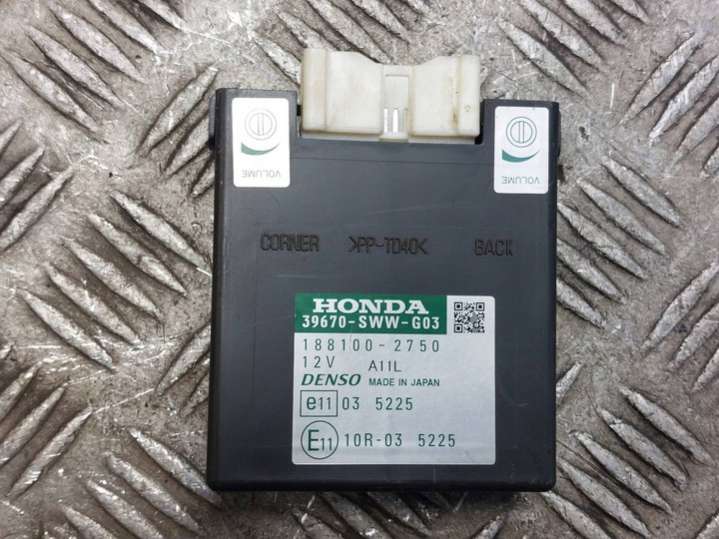 VOLUME
VOLUME
CORNER >PP-TD40< BACK
HONDA
39670-SWW-G03
188100-2750
12V A11L
DENSO MADE IN JAPAN
e11 03 5225
E11 10R-03 5225